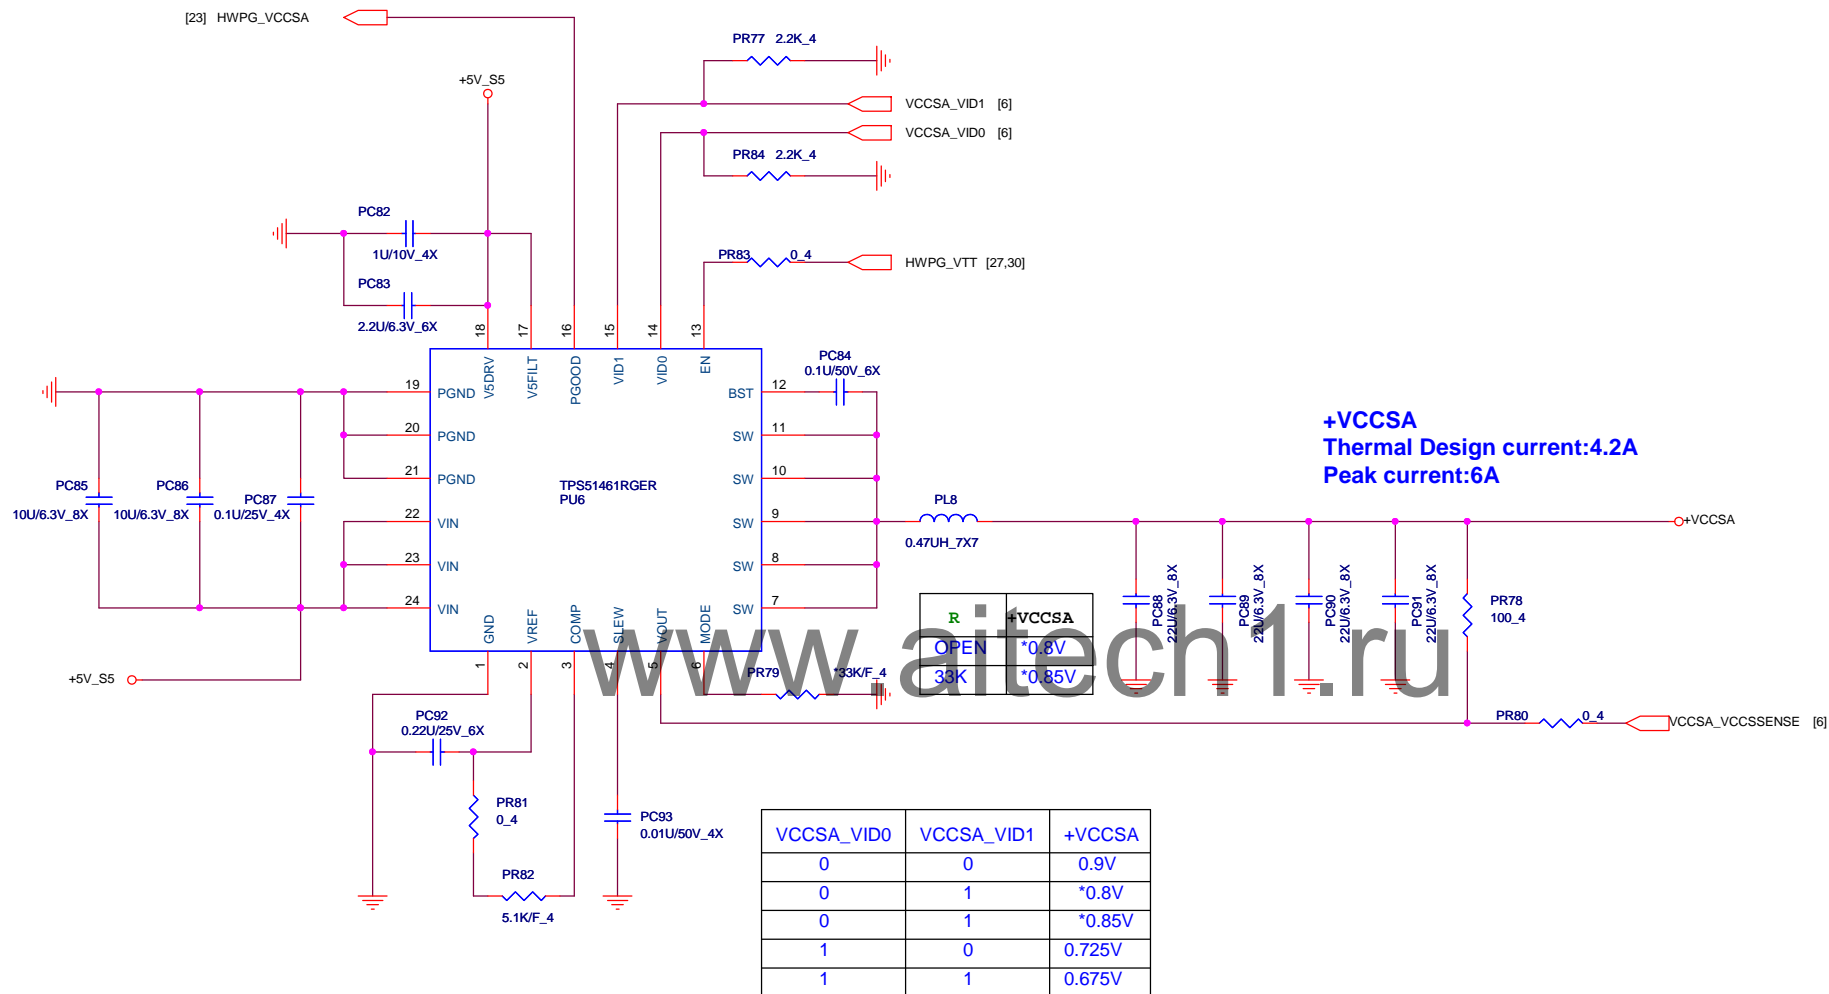 [23] HWPG_VCCSA
PR77 2.2K_4
+5V_S5
VCCSA_VID1 [6]
VCCSA_VID0 [6]
PR84 2.2K_4
PC82
1U/10V_4X
PR83 0_4
HWPG_VTT [27,30]
PC83
2.2U/6.3V_6X
18 17 16 15 14 13
V5DRV V5FILT PGOOD VID1 VID0 EN
PC84
0.1U/50V_6X
19 PGND
BST 12
20 PGND
SW 11
21 PGND
SW 10
22 VIN
SW 9
23 VIN
SW 8
24 VIN
SW 7
TPS51461RGER
PU6
PC85
10U/6.3V_8X
PC86
10U/6.3V_8X
PC87
0.1U/25V_4X
+VCCSA
Thermal Design current:4.2A
Peak current:6A
PL8
0.47UH_7X7
+VCCSA
PC88
22U/6.3V_8X
PC89
22U/6.3V_8X
PC90
22U/6.3V_8X
PC91
22U/6.3V_8X
PR78
100_4
R +VCCSA
OPEN *0.8V
33K *0.85V
GND VREF COMP SLEW VOUT MODE
1 2 3 4 5 6
www.aitech1.ru
+5V_S5
PR79 *33K/F_4
PR80 0_4
VCCSA_VCCSSENSE [6]
PC92
0.22U/25V_6X
PR81
0_4
PC93
0.01U/50V_4X
PR82
5.1K/F_4
VCCSA_VID0 VCCSA_VID1 +VCCSA
0 0 0.9V
0 1 *0.8V
0 1 *0.85V
1 0 0.725V
1 1 0.675V